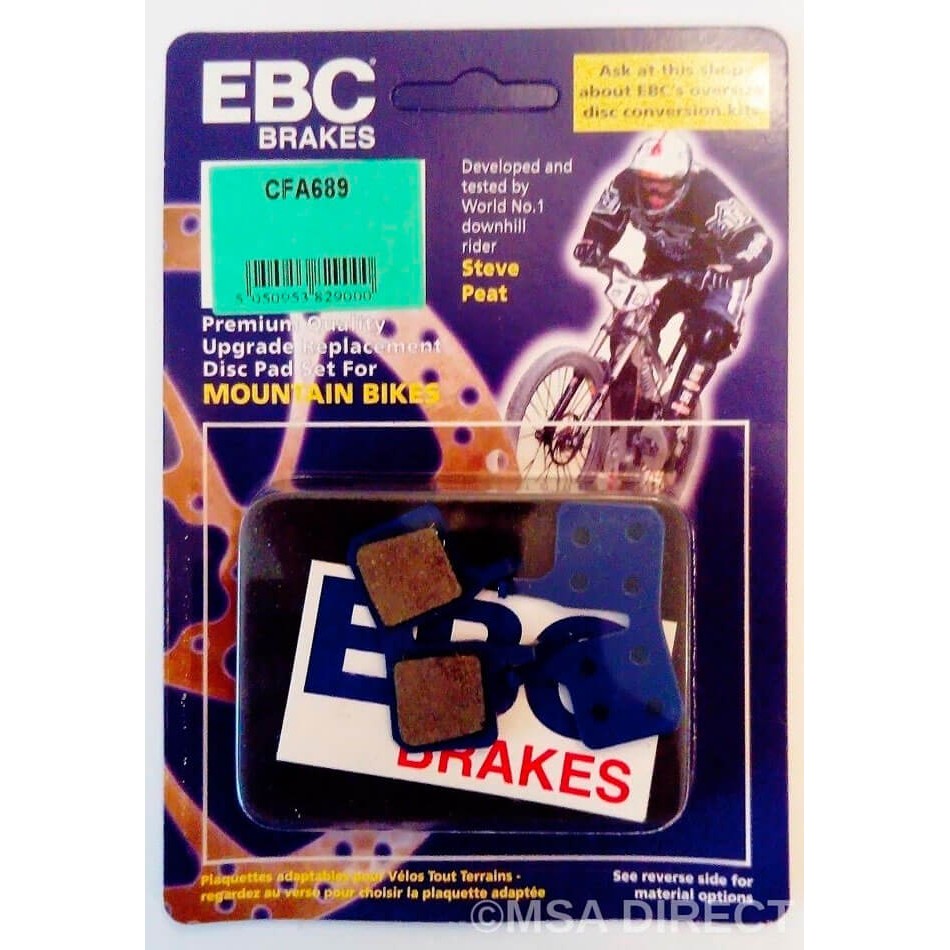 EBC
BRAKES
Ask at this shop
about EBC's oversize
disc conversion kits
CFA689
5 050953 829000
Developed and
tested by
World No.1
downhill
rider
Steve
Peat
Premium Quality
Upgrade Replacement
Disc Pad Set For
MOUNTAIN BIKES
1
EBC
BRAKES
Plaquettes adaptables pour Vélos Tout Terrains -
regardez au verso pour choisir la plaquette adaptée
See reverse side for
material options
©MSA DIRECT